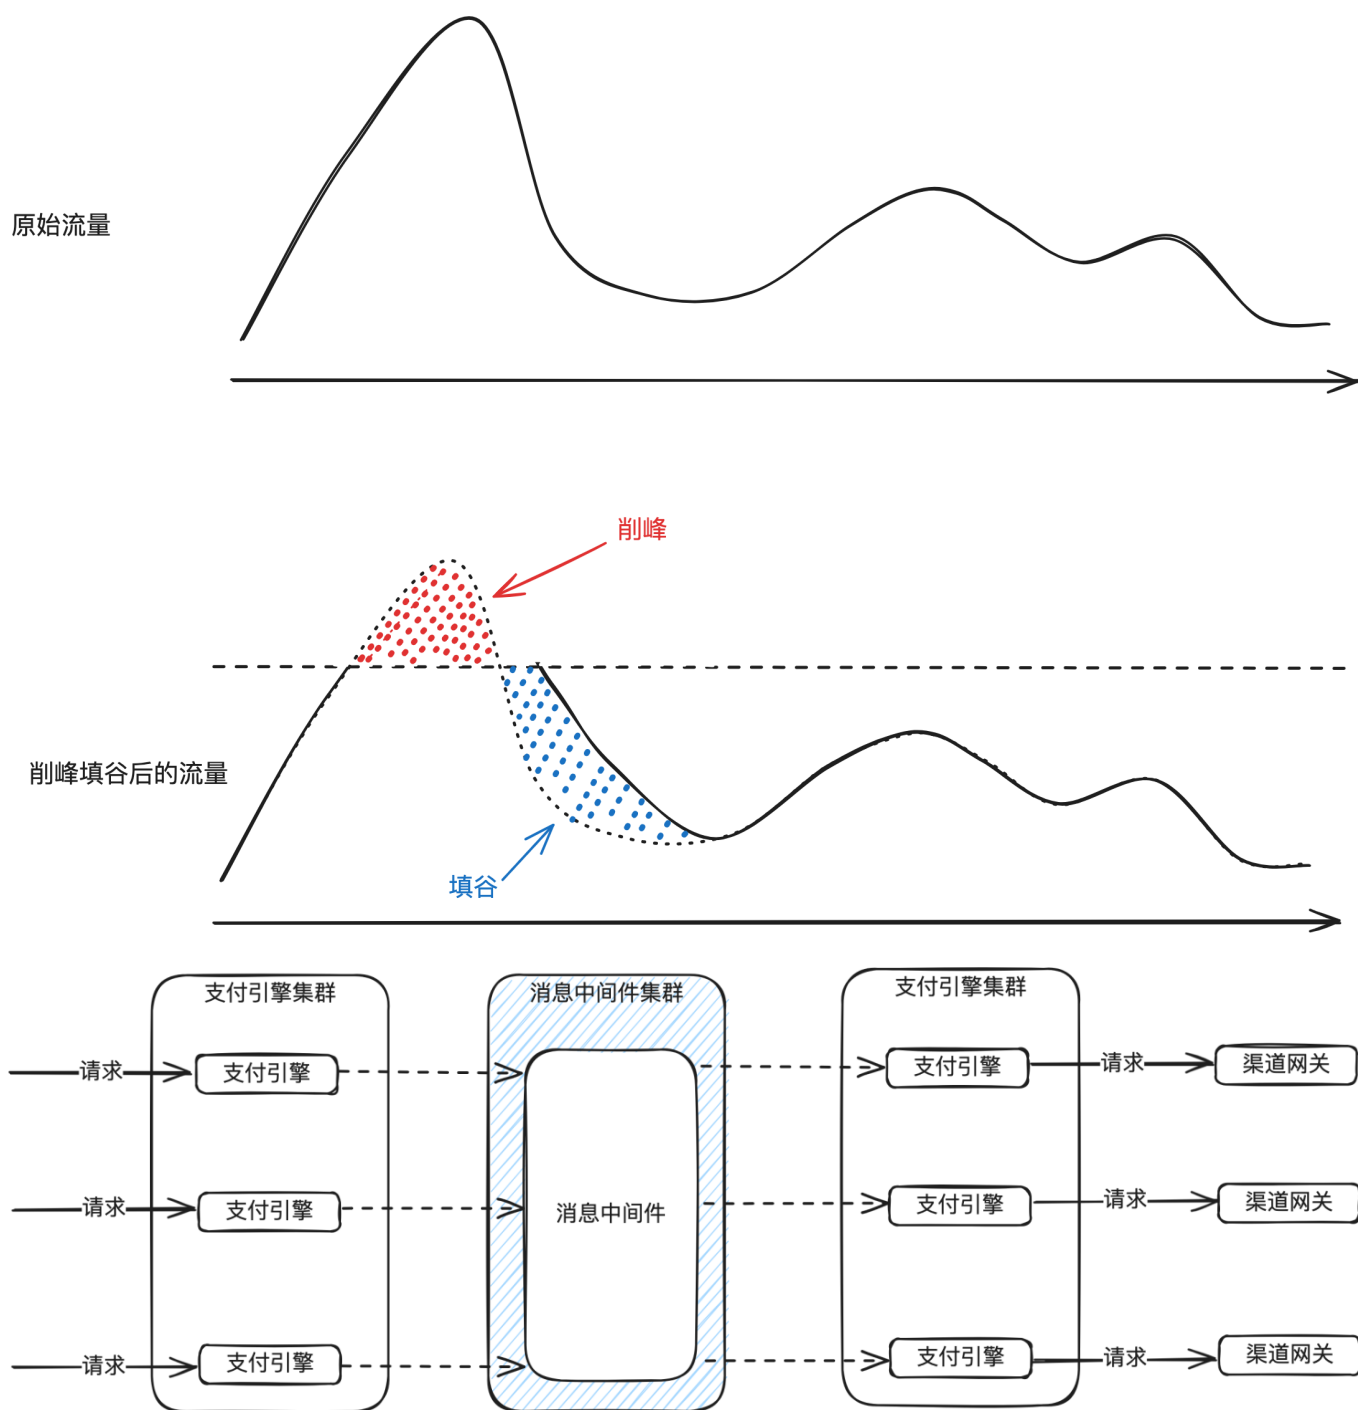 原始流量
削峰
削峰填谷后的流量
填谷
支付引擎集群
消息中间件集群
支付引擎集群
请求
支付引擎
支付引擎
请求
渠道网关
请求
支付引擎
消息中间件
支付引擎
请求
渠道网关
请求
支付引擎
支付引擎
请求
渠道网关